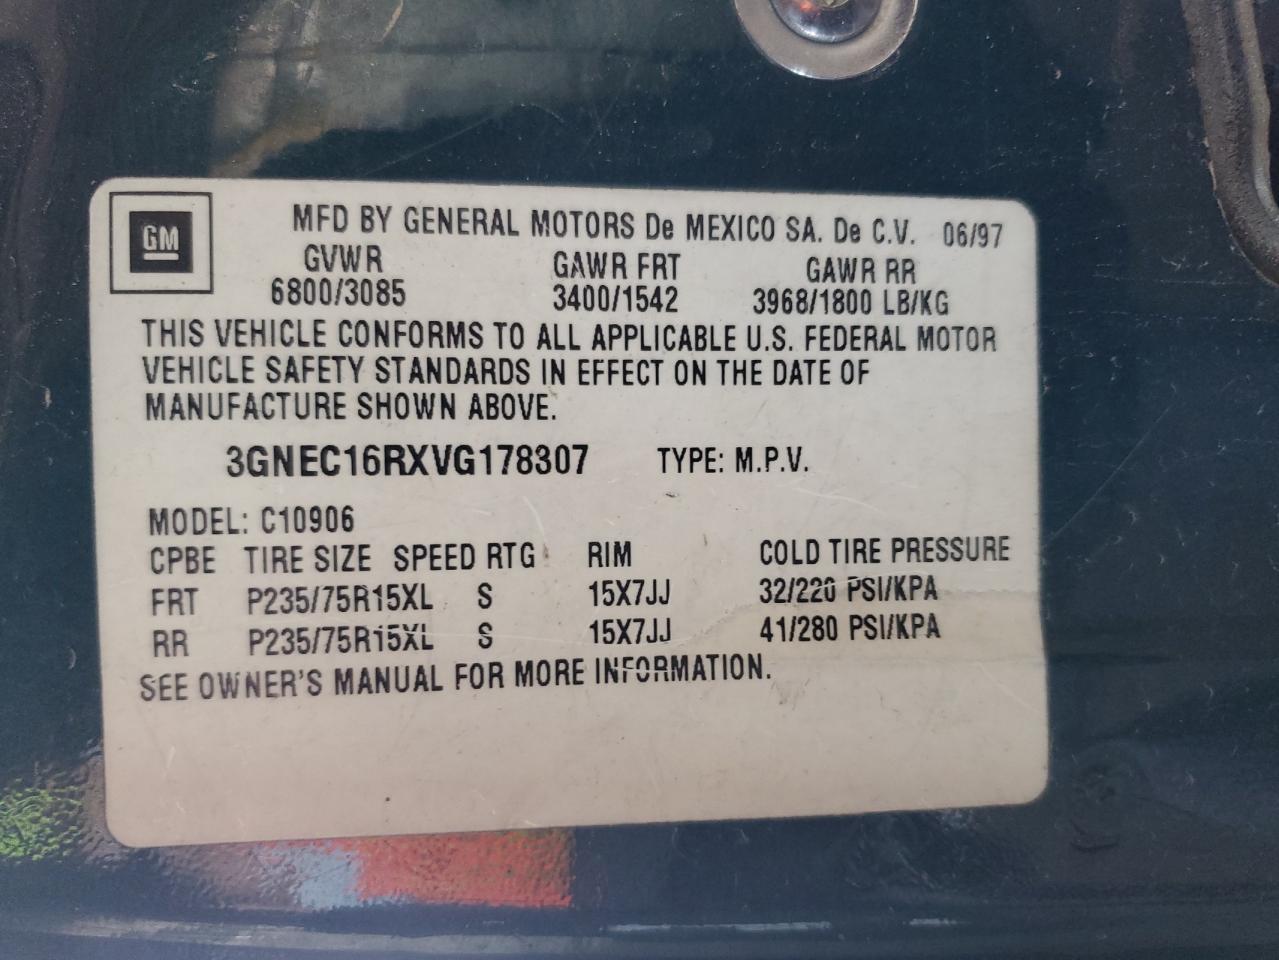 GM
MFD BY GENERAL MOTORS De MEXICO SA. De C.V. 06/97
GVWR GAWR FRT GAWR RR
6800/3085 3400/1542 3968/1800 LB/KG
THIS VEHICLE CONFORMS TO ALL APPLICABLE U.S. FEDERAL MOTOR
VEHICLE SAFETY STANDARDS IN EFFECT ON THE DATE OF
MANUFACTURE SHOWN ABOVE.
3GNEC16RXVG178307 TYPE: M.P.V.
MODEL: C10906
CPBE TIRE SIZE SPEED RTG RIM COLD TIRE PRESSURE
FRT P235/75R15XL S 15X7JJ 32/220 PSI/KPA
RR P235/75R15XL S 15X7JJ 41/280 PSI/KPA
SEE OWNER'S MANUAL FOR MORE INFORMATION.